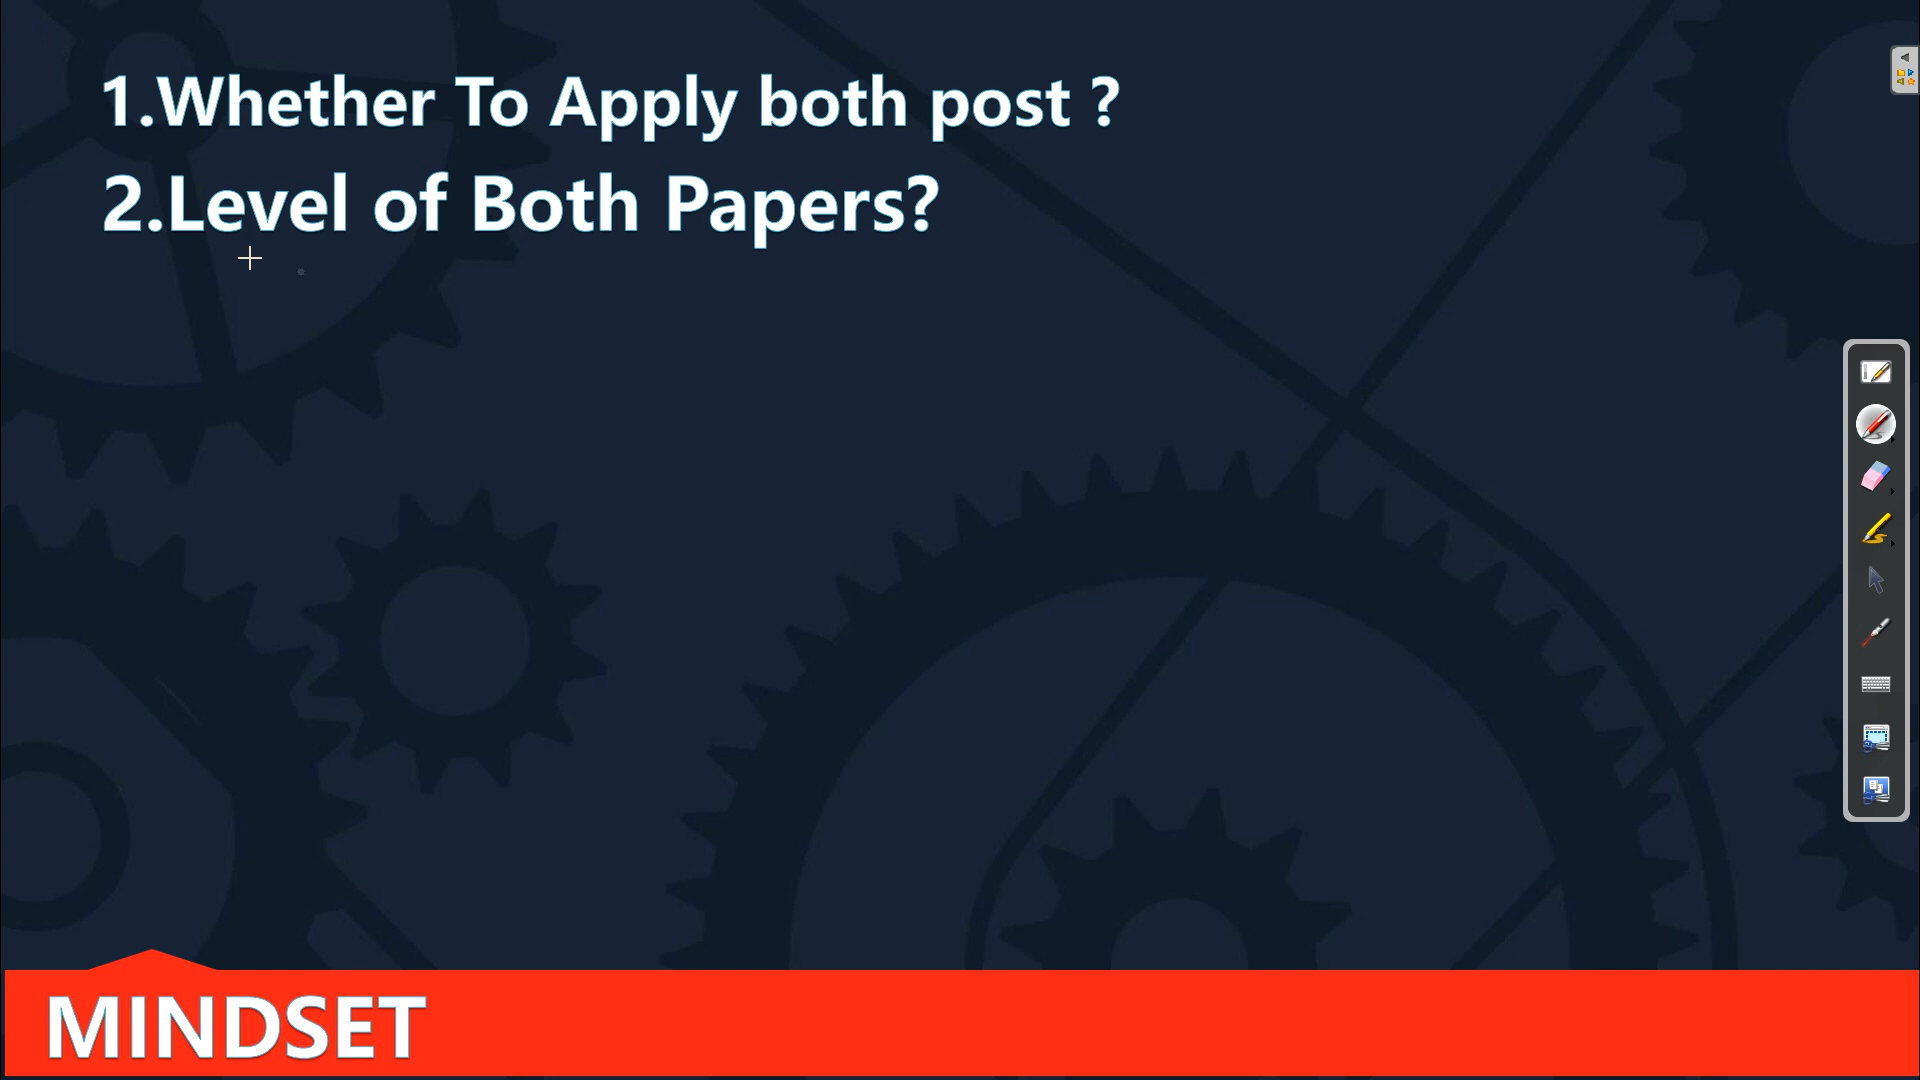 1.Whether To Apply both post ?
2.Level of Both Papers?
MINDSET